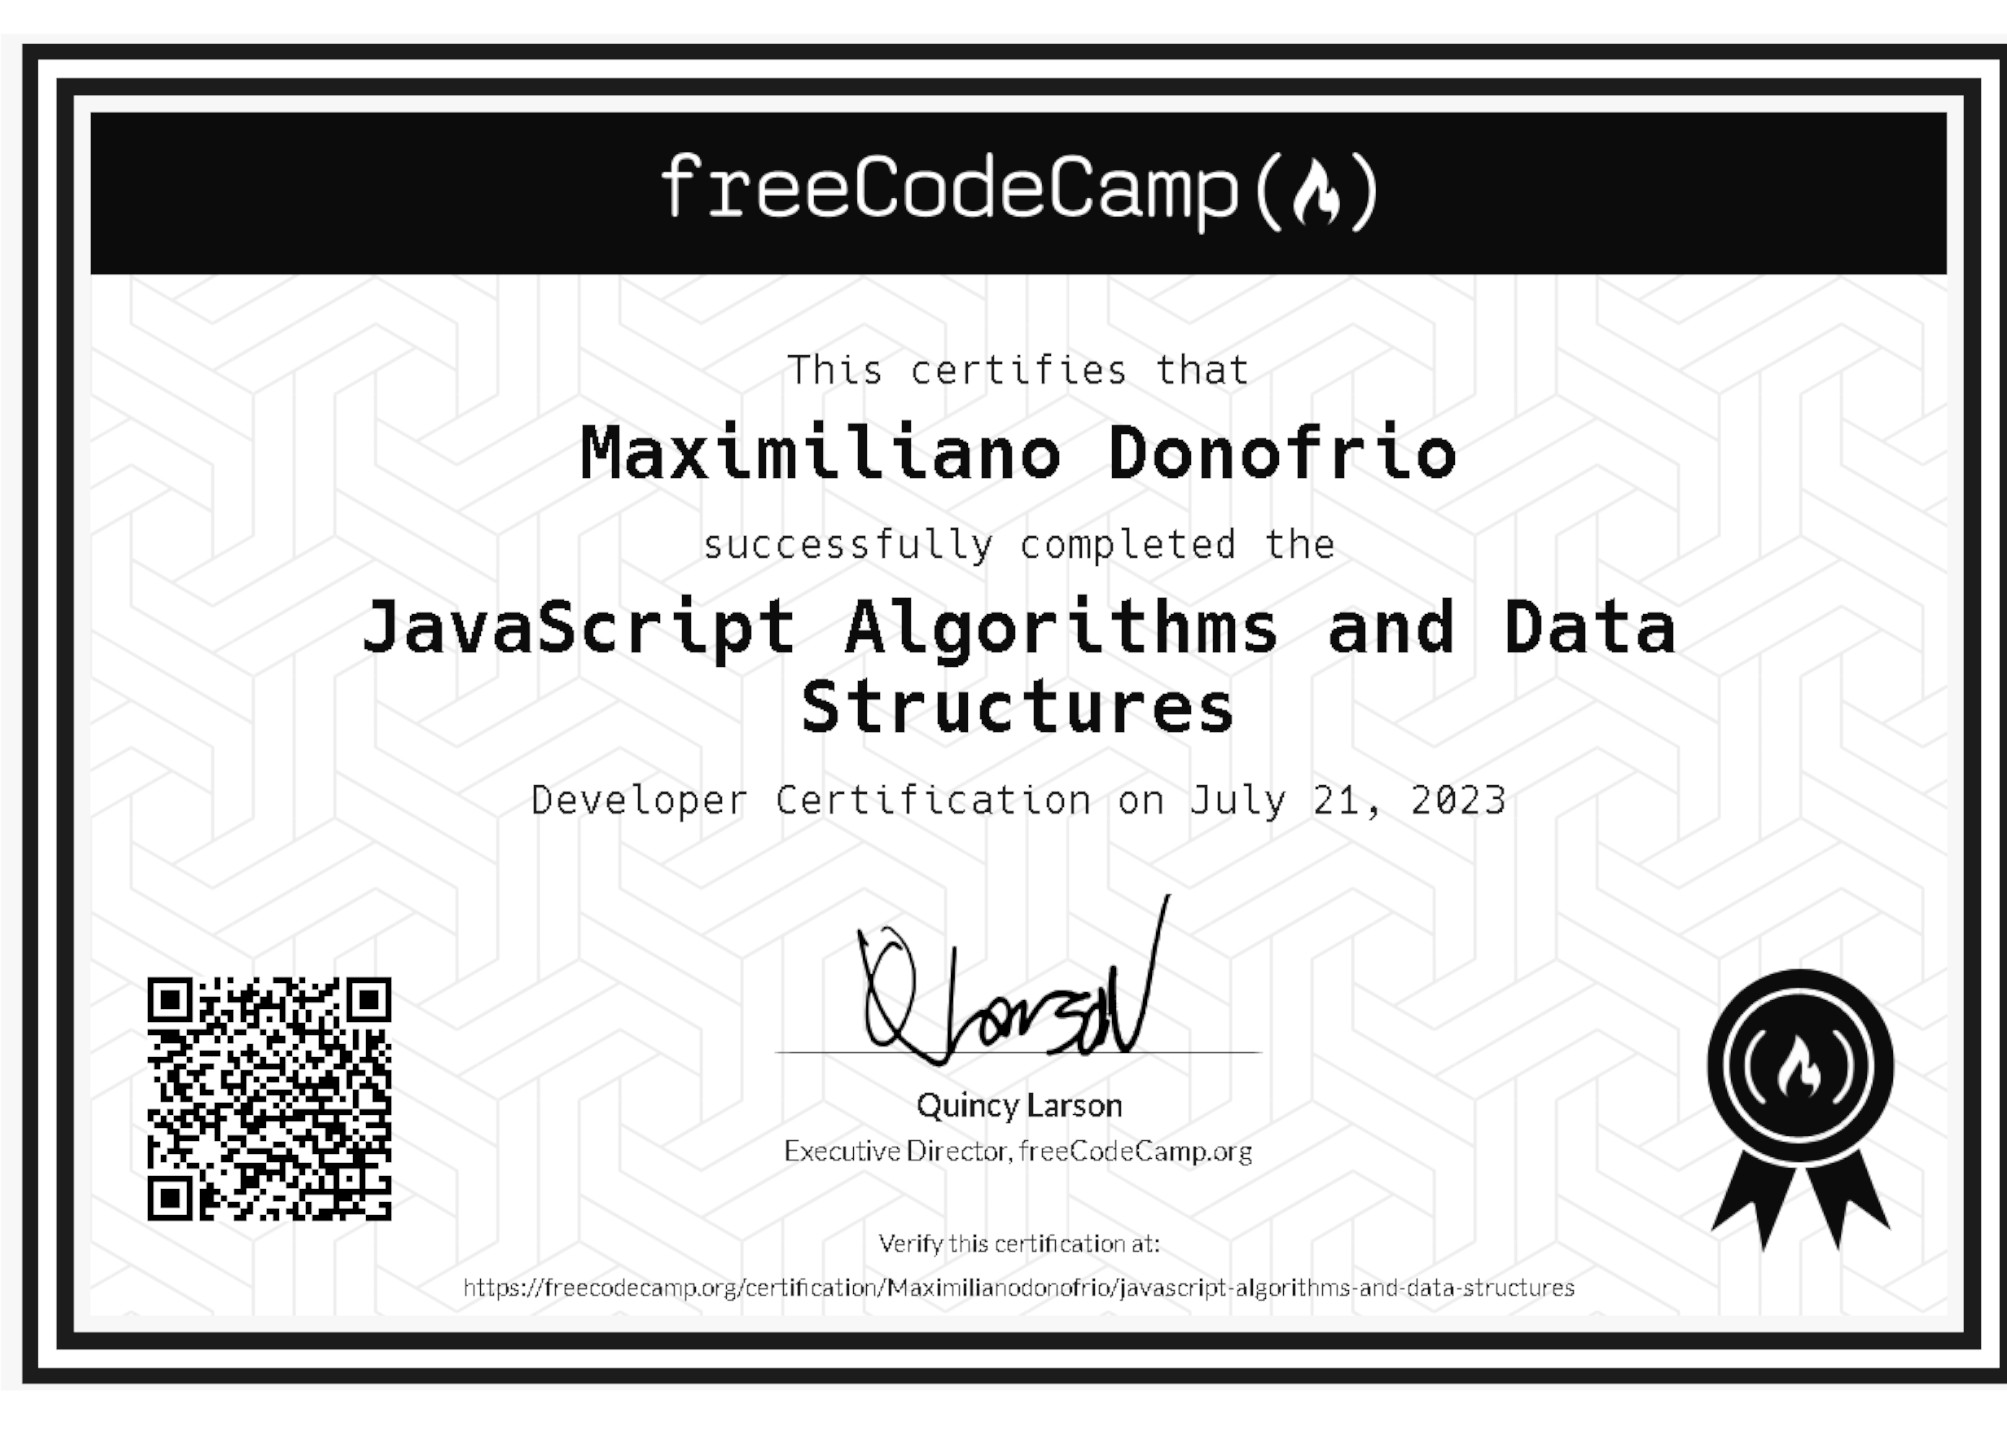 freeCodeCamp
This certifies that
Maximiliano Donofrio
successfully completed the
JavaScript Algorithms and Data
Structures
Developer Certification on July 21, 2023
QLarson
Quincy Larson
Executive Director, freeCodeCamp.org
Verify this certification at:
https://freecodecamp.org/certification/Maximilianodonofrio/javascript-algorithms-and-data-structures